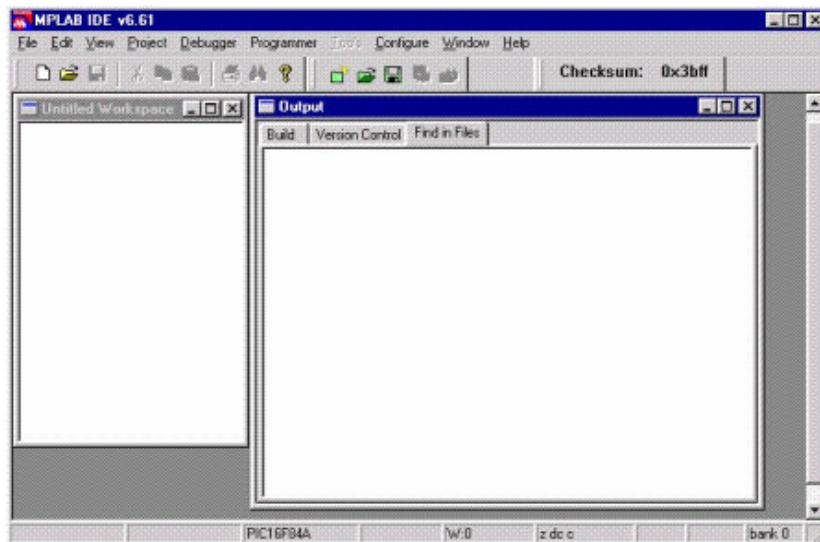 MPLAB IDE v6.61
File Edit View Project Debugger Programmer Tools Configure Window Help
Checksum: 0x3bff
Untitled Workspace
Output
Build Version Control Find in Files
PIC16F84A W:0 z dc c bank 0